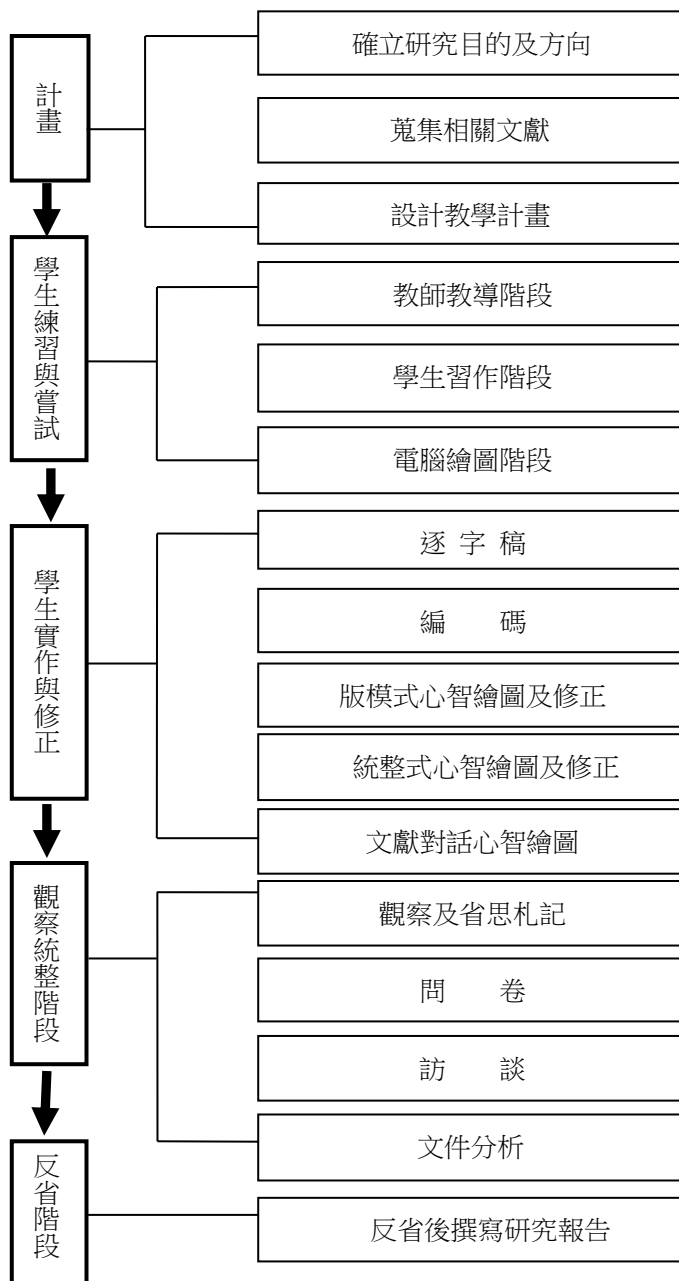 計畫
確立研究目的及方向
蒐集相關文獻
設計教學計畫
學生練習與嘗試
教師教導階段
學生習作階段
電腦繪圖階段
學生實作與修正
逐 字 稿
編　　碼
版模式心智繪圖及修正
統整式心智繪圖及修正
文獻對話心智繪圖
觀察統整階段
觀察及省思札記
問　　卷
訪　　談
文件分析
反省階段
反省後撰寫研究報告